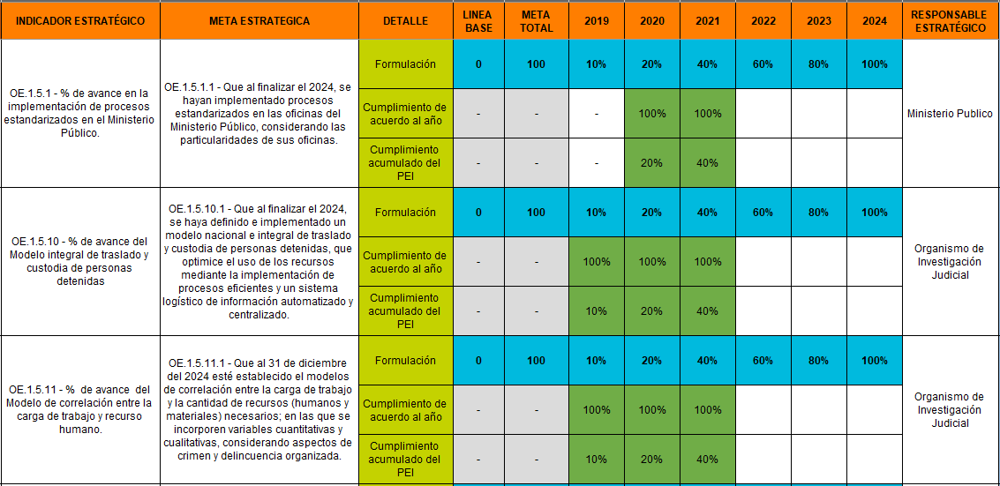 INDICADOR ESTRATÉGICO
META ESTRATEGICA
DETALLE
LINEA
BASE
META
TOTAL
2019
2020
2021
2022
2023
2024
RESPONSABLE
ESTRATÉGICO
OE.1.5.1 - % de avance en la
implementación de procesos
estandarizados en el Ministerio
Público.
OE.1.5.1.1 - Que al finalizar el 2024, se
hayan implementado procesos
estandarizados en las oficinas del
Ministerio Público, considerando las
particularidades de sus oficinas.
Formulación
0
100
10%
20%
40%
60%
80%
100%
Cumplimiento de
acuerdo al año
-
-
-
100%
100%
Cumplimiento
acumulado del
PEI
-
-
-
20%
40%
Ministerio Publico
OE.1.5.10 - % de avance del
Modelo integral de traslado y
custodia de personas
detenidas
OE.1.5.10.1 - Que al finalizar el 2024,
se haya definido e implementado un
modelo nacional e integral de traslado
y custodia de personas detenidas, que
optimice el uso de los recursos
mediante la implementación de
procesos eficientes y un sistema
logístico de información automatizado y
centralizado.
Formulación
0
100
10%
20%
40%
60%
80%
100%
Cumplimiento de
acuerdo al año
-
-
100%
100%
100%
Cumplimiento
acumulado del
PEI
-
-
10%
20%
40%
Organismo de
Investigación
Judicial
OE.1.5.11 - % de avance del
Modelo de correlación entre la
carga de trabajo y recurso
humano.
OE.1.5.11.1 - Que al 31 de diciembre
del 2024 esté establecido el modelos
de correlación entre la carga de trabajo
y la cantidad de recursos (humanos y
materiales) necesarios; en las que se
incorporen variables cuantitativas y
cualitativas, considerando aspectos de
crimen y delincuencia organizada.
Formulación
0
100
10%
20%
40%
60%
80%
100%
Cumplimiento de
acuerdo al año
-
-
100%
100%
100%
Cumplimiento
acumulado del
PEI
-
-
10%
20%
40%
Organismo de
Investigación
Judicial